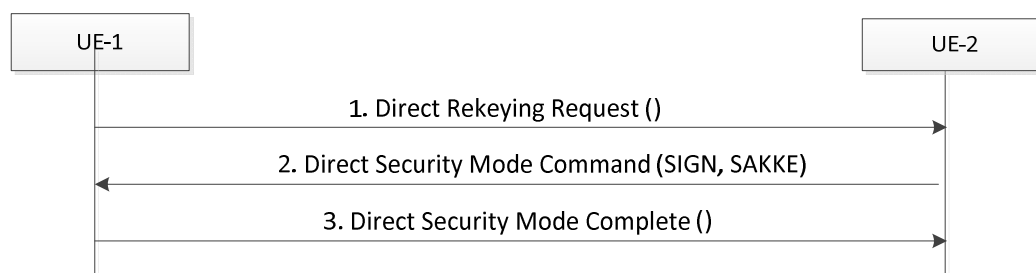 UE-1
UE-2
1. Direct Rekeying Request ()
2. Direct Security Mode Command (SIGN, SAKKE)
3. Direct Security Mode Complete ()